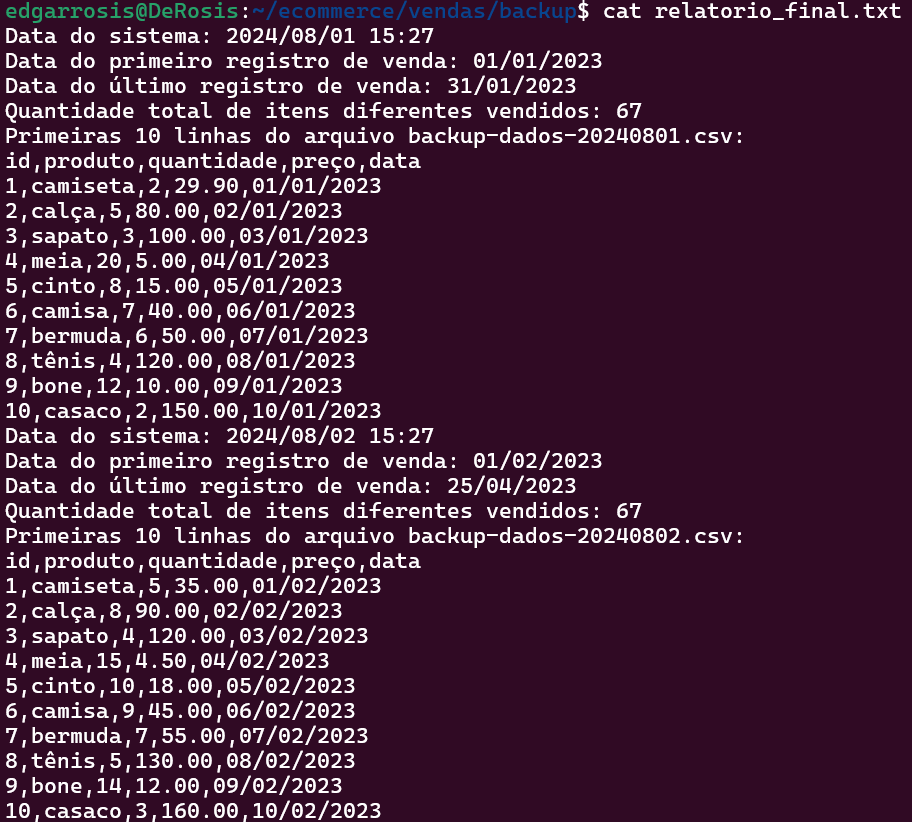 edgarrosis@DeRosis:~/ecommerce/vendas/backup$ cat relatorio_final.txt
Data do sistema: 2024/08/01 15:27
Data do primeiro registro de venda: 01/01/2023
Data do último registro de venda: 31/01/2023
Quantidade total de itens diferentes vendidos: 67
Primeiras 10 linhas do arquivo backup-dados-20240801.csv:
id,produto,quantidade,preço,data
1,camiseta,2,29.90,01/01/2023
2,calça,5,80.00,02/01/2023
3,sapato,3,100.00,03/01/2023
4,meia,20,5.00,04/01/2023
5,cinto,8,15.00,05/01/2023
6,camisa,7,40.00,06/01/2023
7,bermuda,6,50.00,07/01/2023
8,tênis,4,120.00,08/01/2023
9,bone,12,10.00,09/01/2023
10,casaco,2,150.00,10/01/2023
Data do sistema: 2024/08/02 15:27
Data do primeiro registro de venda: 01/02/2023
Data do último registro de venda: 25/04/2023
Quantidade total de itens diferentes vendidos: 67
Primeiras 10 linhas do arquivo backup-dados-20240802.csv:
id,produto,quantidade,preço,data
1,camiseta,5,35.00,01/02/2023
2,calça,8,90.00,02/02/2023
3,sapato,4,120.00,03/02/2023
4,meia,15,4.50,04/02/2023
5,cinto,10,18.00,05/02/2023
6,camisa,9,45.00,06/02/2023
7,bermuda,7,55.00,07/02/2023
8,tênis,5,130.00,08/02/2023
9,bone,14,12.00,09/02/2023
10,casaco,3,160.00,10/02/2023